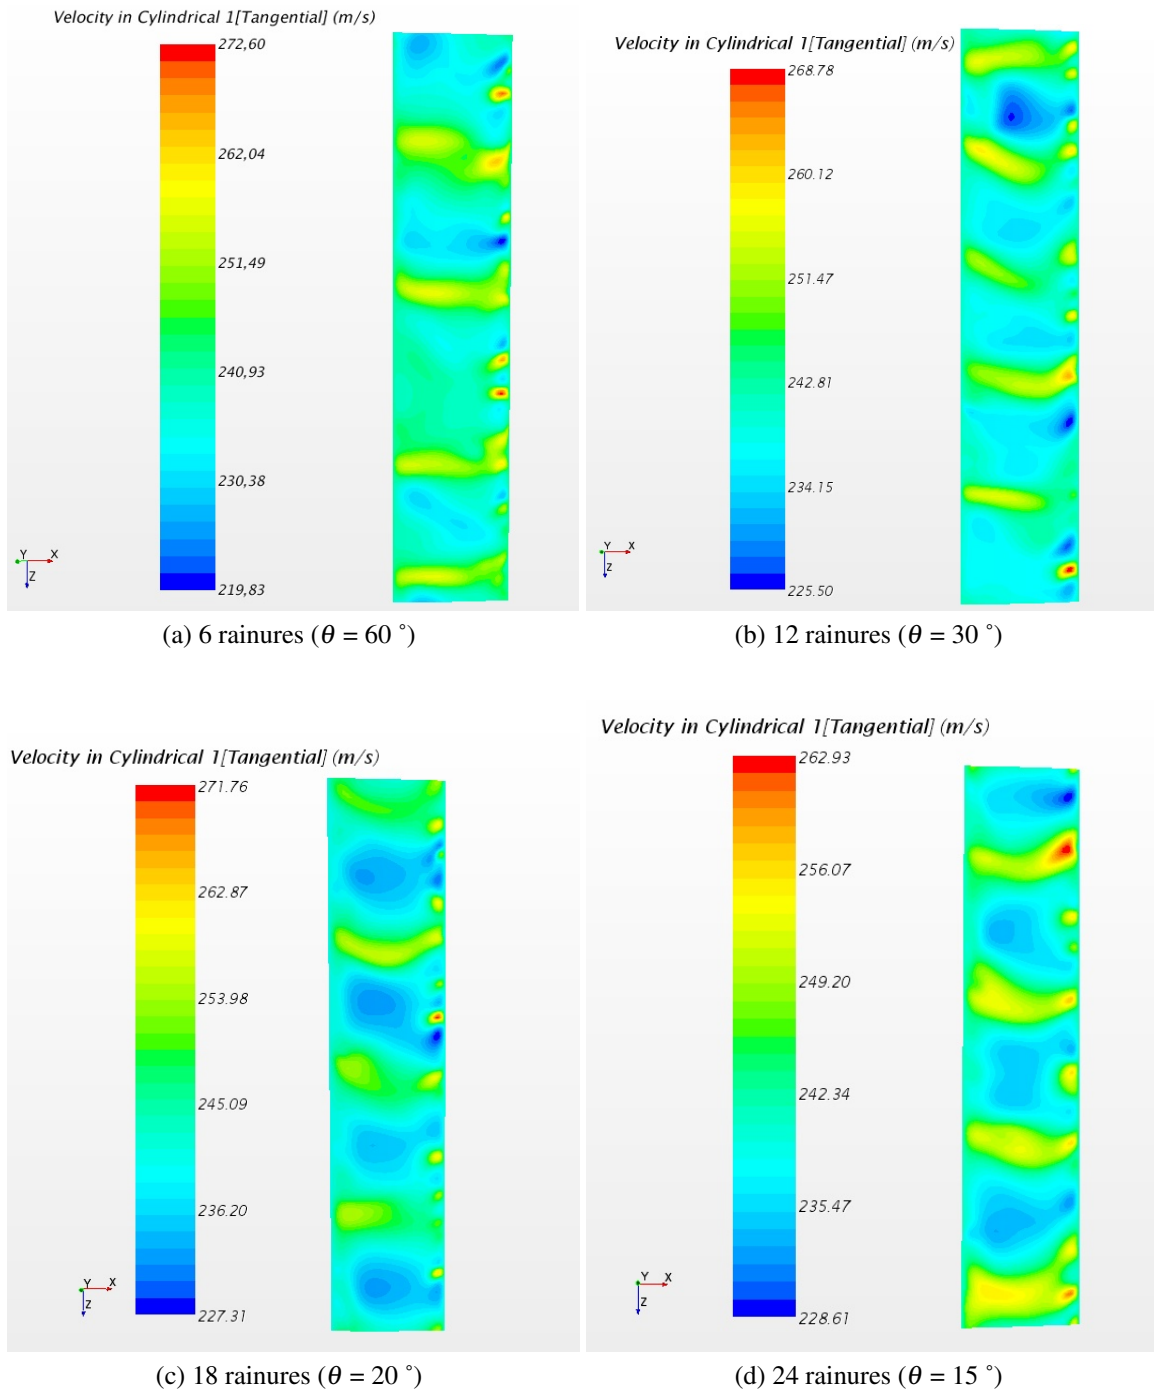 Velocity in Cylindrical 1[Tangential] (m/s)
272,60
262,04
251,49
240,93
230,38
219,83
Y X
Z
(a) 6 rainures (θ = 60 °)
Velocity in Cylindrical 1[Tangential] (m/s)
268.78
260.12
251.47
242.81
234.15
225.50
Y X
Z
(b) 12 rainures (θ = 30 °)
Velocity in Cylindrical 1[Tangential] (m/s)
271.76
262.87
253.98
245.09
236.20
227.31
Y X
Z
(c) 18 rainures (θ = 20 °)
Velocity in Cylindrical 1[Tangential] (m/s)
262.93
256.07
249.20
242.34
235.47
228.61
Y X
Z
(d) 24 rainures (θ = 15 °)